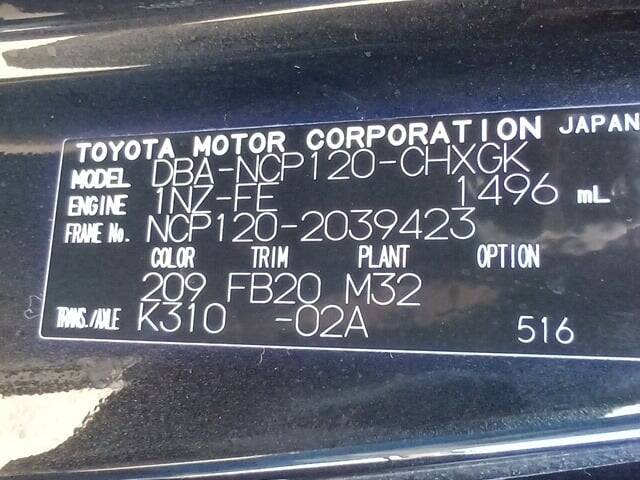 TOYOTA MOTOR CORPORATION JAPAN
MODEL DBA-NCP120-CHXGK
ENGINE 1NZ-FE 1496 mL
FRAME No. NCP120-2039423
COLOR TRIM PLANT OPTION
209 FB20 M32
TRANS./AXLE K310 -02A 516